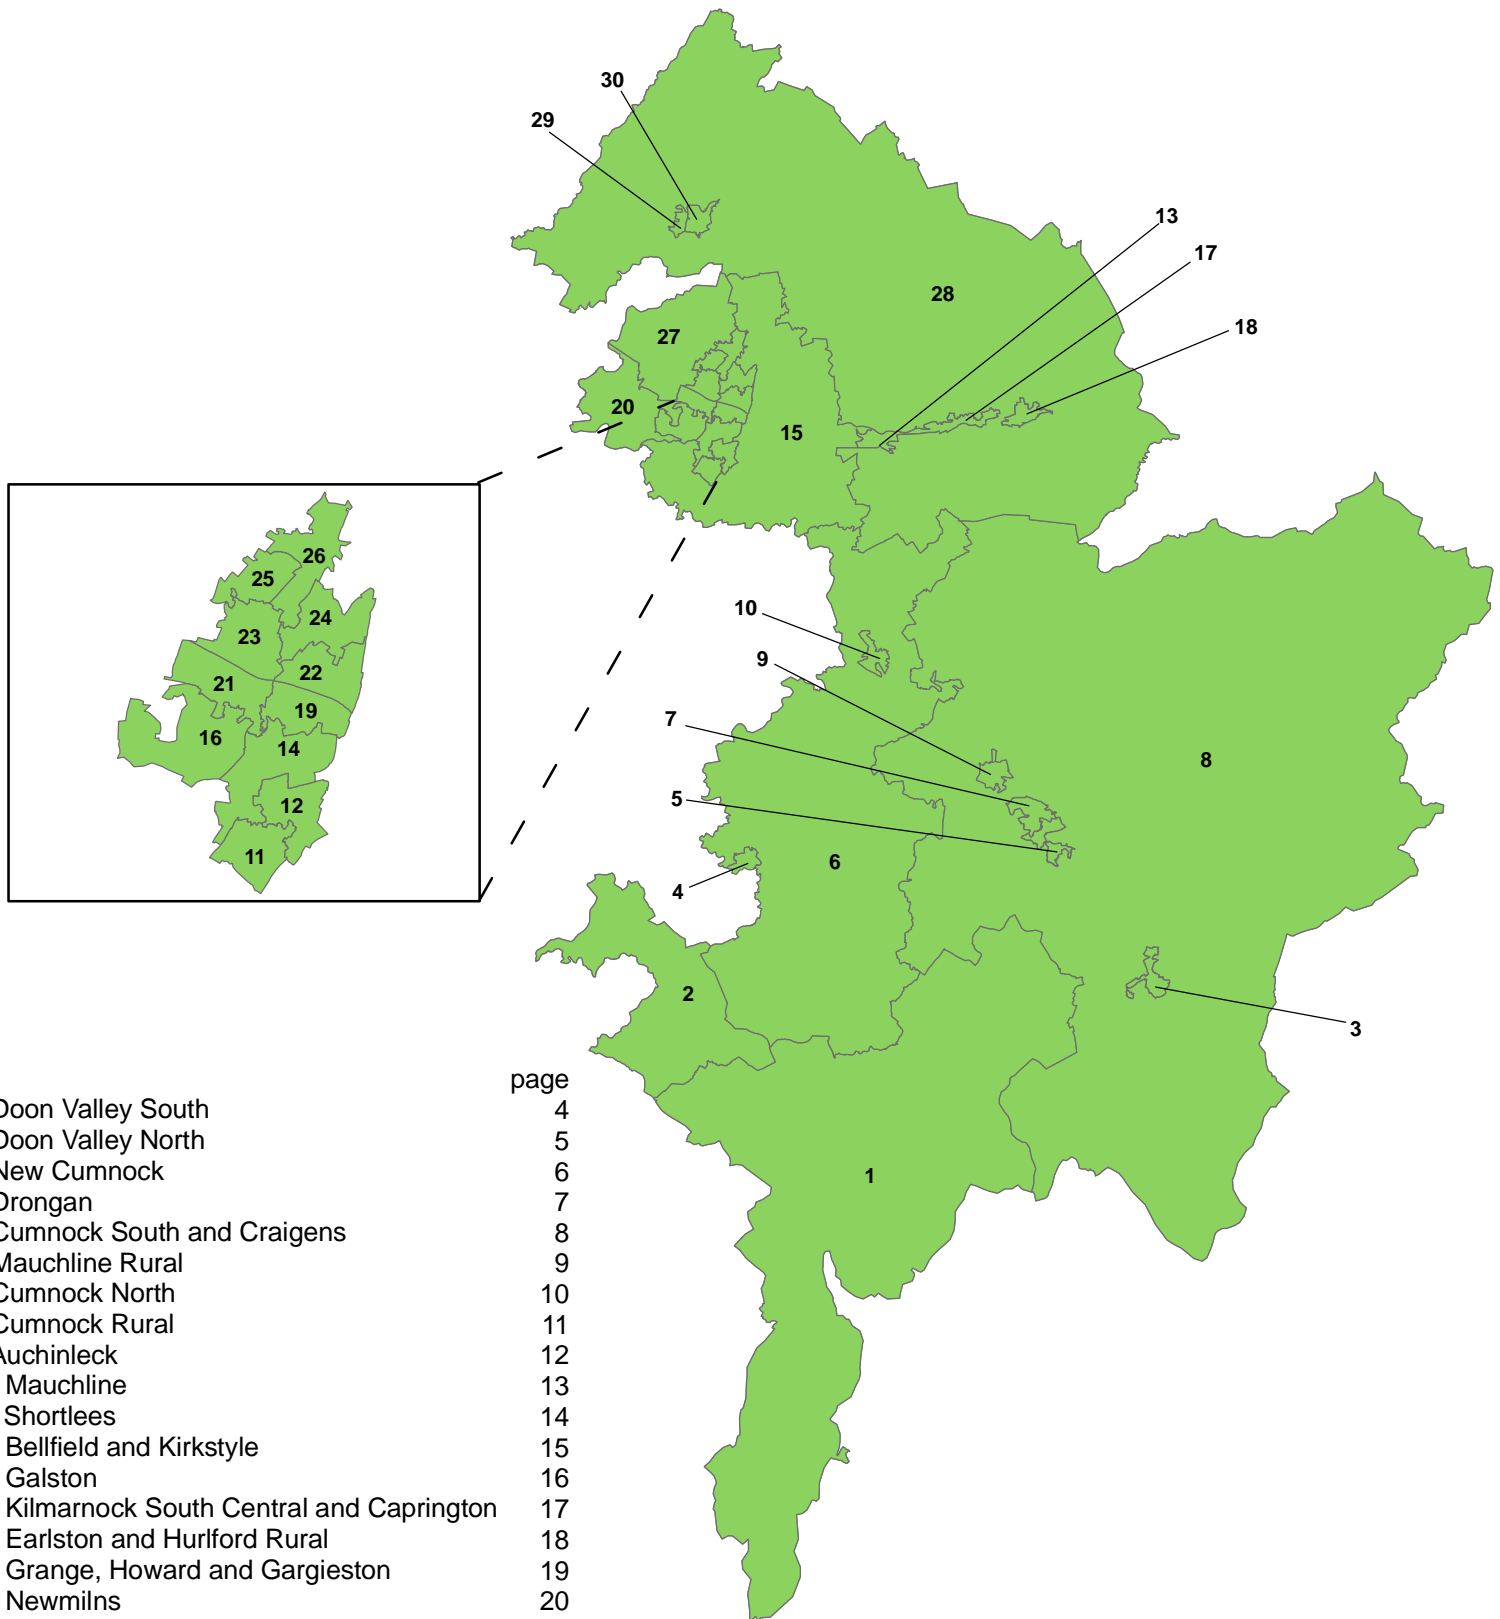 30
29
13
17
28
18
27
20
15
26
25
24
23
22
21
19
16
14
12
11
10
9
7
8
5
6
4
2
3
1
page
Doon Valley South 4
Doon Valley North 5
New Cumnock 6
Drongan 7
Cumnock South and Craigens 8
Mauchline Rural 9
Cumnock North 10
Cumnock Rural 11
Auchinleck 12
Mauchline 13
Shortlees 14
Bellfield and Kirkstyle 15
Galston 16
Kilmarnock South Central and Caprington 17
Earlston and Hurlford Rural 18
Grange, Howard and Gargieston 19
Newmilns 20